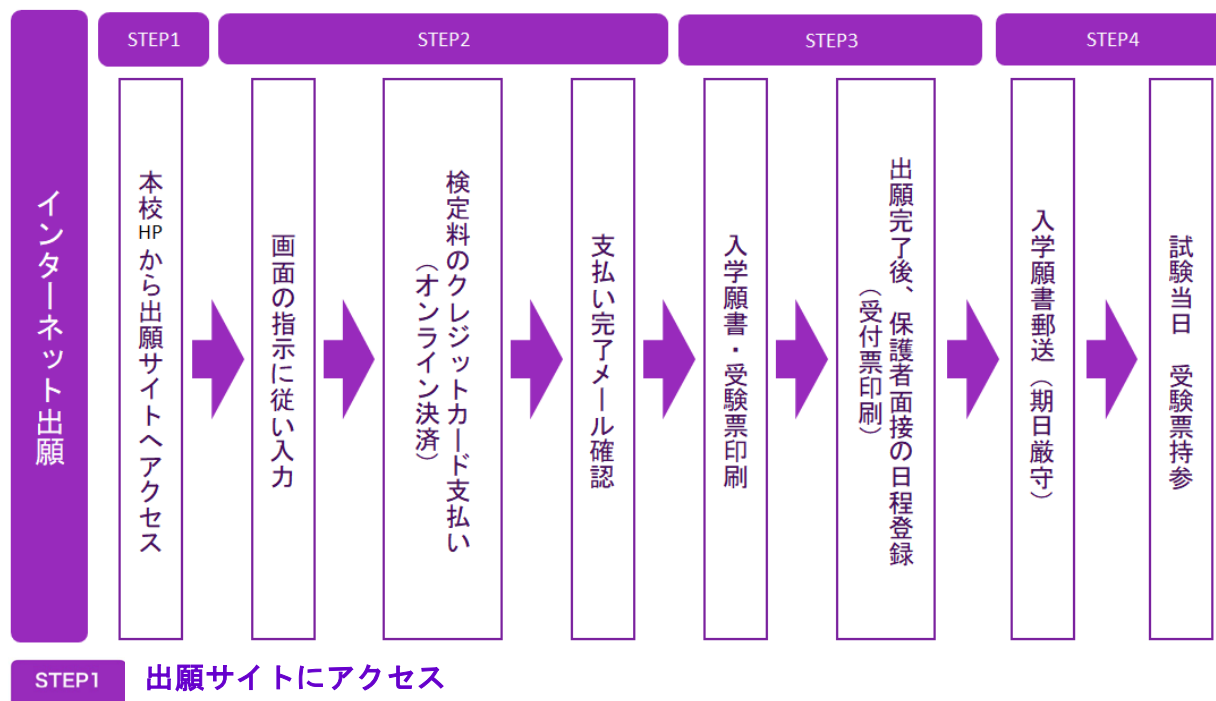 インターネット出願
STEP1
STEP2
STEP3
STEP4
本校HPから出願サイトへアクセス
画面の指示に従い入力
検定料のクレジットカード支払い
（オンライン決済）
支払い完了メール確認
入学願書・受験票印刷
出願完了後、保護者面接の日程登録
（受付票印刷）
入学願書郵送（期日厳守）
試験当日　受験票持参
STEP1 出願サイトにアクセス